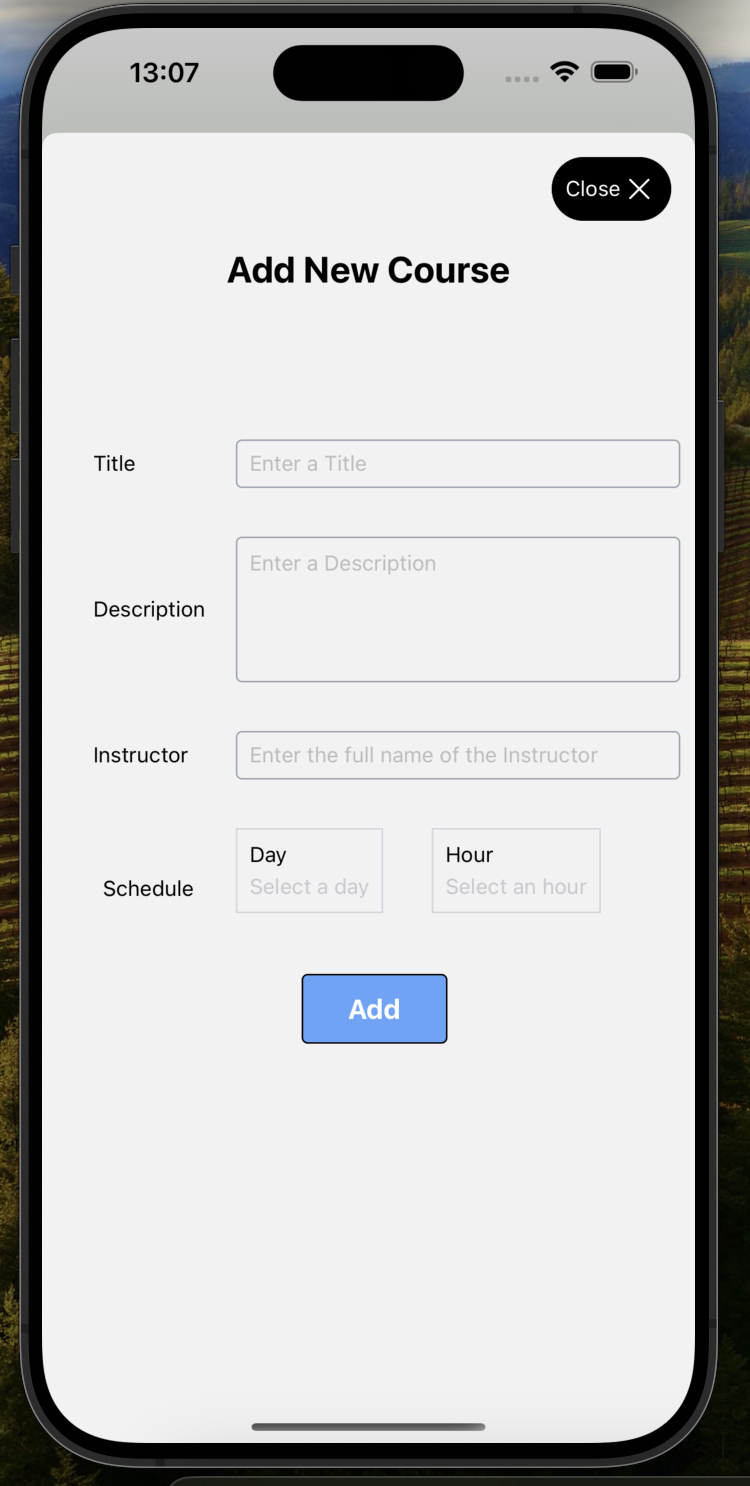 13:07
Close
Add New Course
Title
Enter a Title
Description
Enter a Description
Instructor
Enter the full name of the Instructor
Schedule
Day
Select a day
Hour
Select an hour
Add